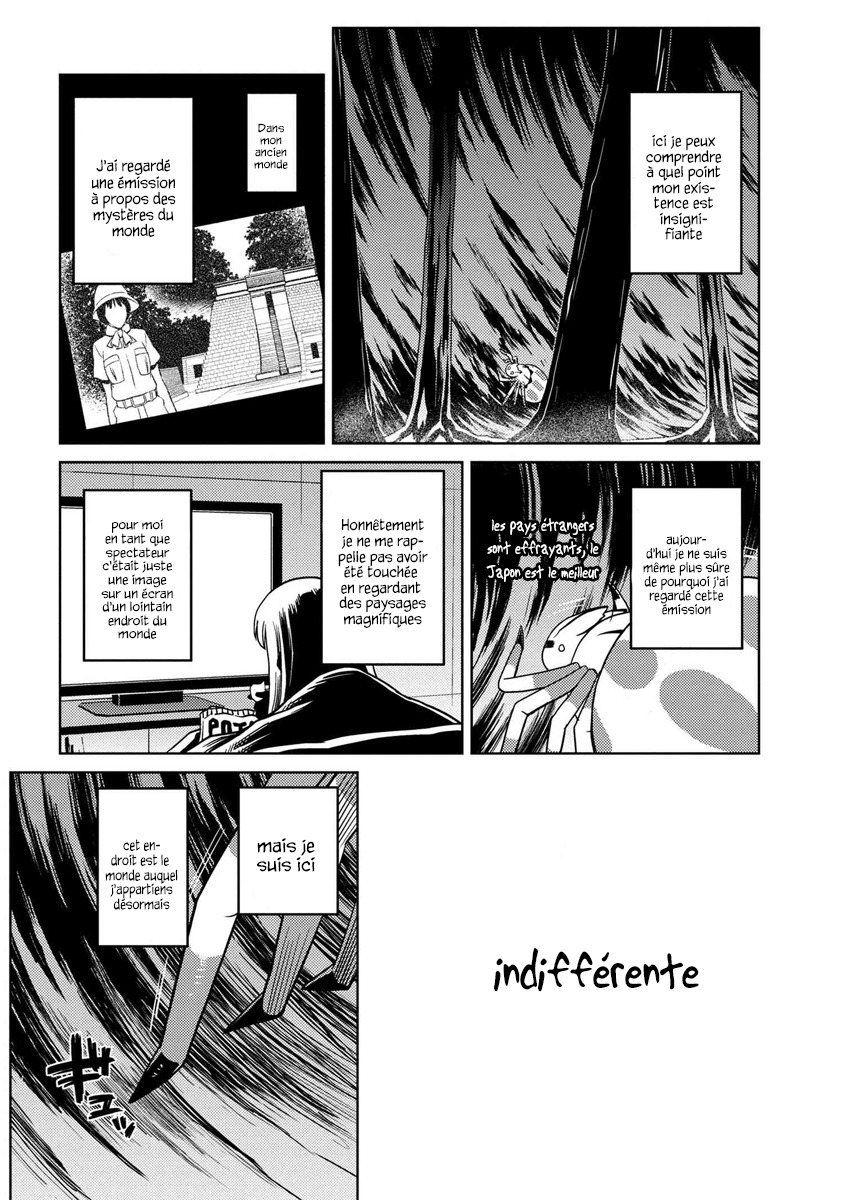 ici je peux
comprendre
à quel point
mon exis-
tence est
insigni-
fiante
Dans
mon
ancien
monde
J'ai regardé
une émission
à propos des
mystères du
monde
aujour-
d'hui je ne suis
même plus sûre
de pourquoi j'ai
regardé cette
émission
les pays étrangers
sont effrayants, le
Japon est le meilleur
Honnêtement
je ne me rap-
pelle pas avoir
été touchée
en regardant
des paysages
magnifiques
pour moi
en tant que
spectateur
c'était juste
une image
sur un écran
d'un lointain
endroit du
monde
POT
indifférente
mais je
suis ici
cet en-
droit est le
monde auquel
j'appartiens
désormais
ギュッ